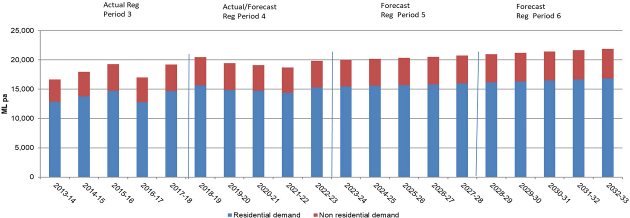 Actual Reg
Period 3
Actual/Forecast
Reg Period 4
Forecast
Reg Period 5
Forecast
Reg Period 6
25,000
20,000
15,000
10,000
5,000
0
ML pa
2013-14
2014-15
2015-16
2016-17
2017-18
2018-19
2019-20
2020-21
2021-22
2022-23
2023-24
2024-25
2025-26
2026-27
2027-28
2028-29
2029-30
2030-31
2031-32
2032-33
Residential demand
Non residential demand